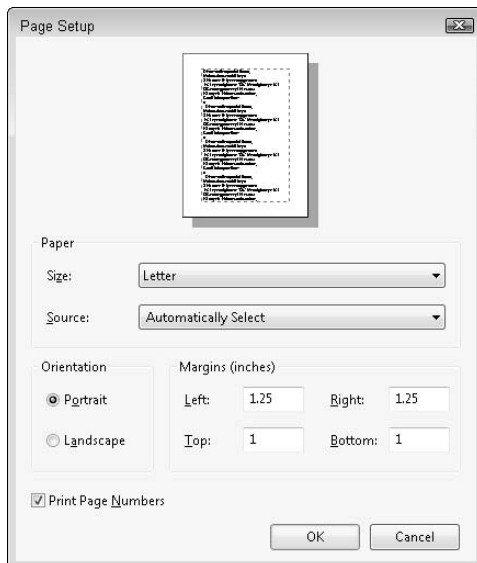 Page Setup
Paper
Size: Letter
Source: Automatically Select
Orientation
Portrait
Landscape
Margins (inches)
Left: 1.25 Right: 1.25
Top: 1 Bottom: 1
Print Page Numbers
OK Cancel